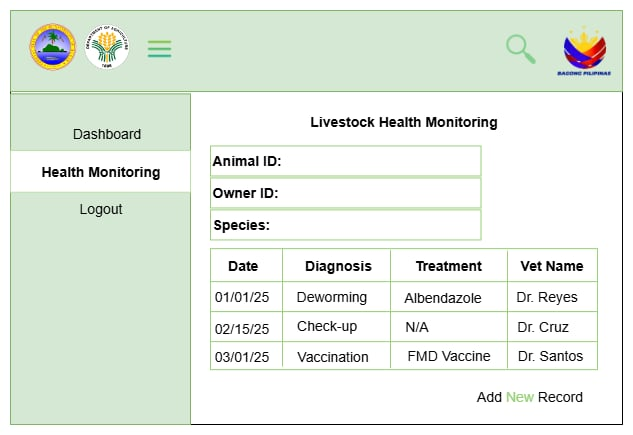 DEPARTMENT OF AGRICULTURE
1898
BAGONG PILIPINAS
Livestock Health Monitoring
Dashboard
Health Monitoring
Logout
Animal ID:
Owner ID:
Species:
Date Diagnosis Treatment Vet Name
01/01/25 Deworming Albendazole Dr. Reyes
02/15/25 Check-up N/A Dr. Cruz
03/01/25 Vaccination FMD Vaccine Dr. Santos
Add New Record